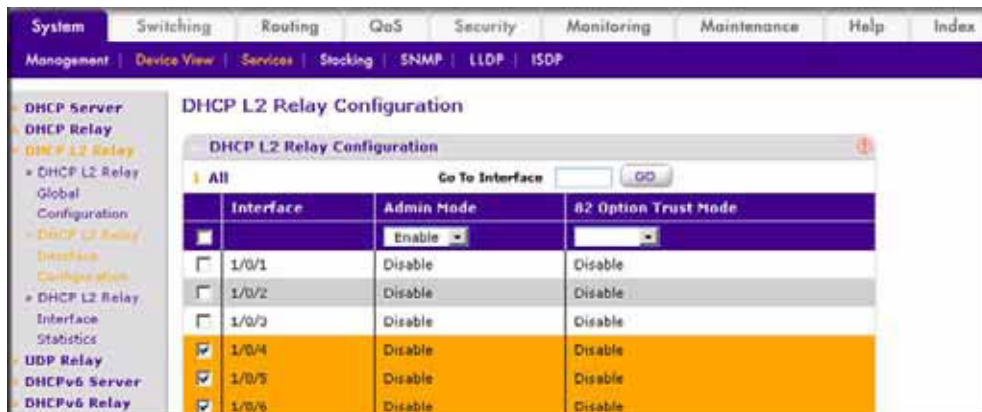 System Switching Routing QoS Security Monitoring Maintenance Help Index
Management | Device View | Services | Stacking | SNMP | LLDP | ISDP
DHCP Server
DHCP Relay
DHCP L2 Relay
» DHCP L2 Relay
Global
Configuration
» DHCP L2 Relay
Interface
Configuration
» DHCP L2 Relay
Interface
Statistics
UDP Relay
DHCPv6 Server
DHCPv6 Relay
DHCP L2 Relay Configuration
DHCP L2 Relay Configuration
1 All Go To Interface GO
Interface Admin Mode 82 Option Trust Mode
Enable
1/0/1 Disable Disable
1/0/2 Disable Disable
1/0/3 Disable Disable
1/0/4 Disable Disable
1/0/5 Disable Disable
1/0/6 Disable Disable